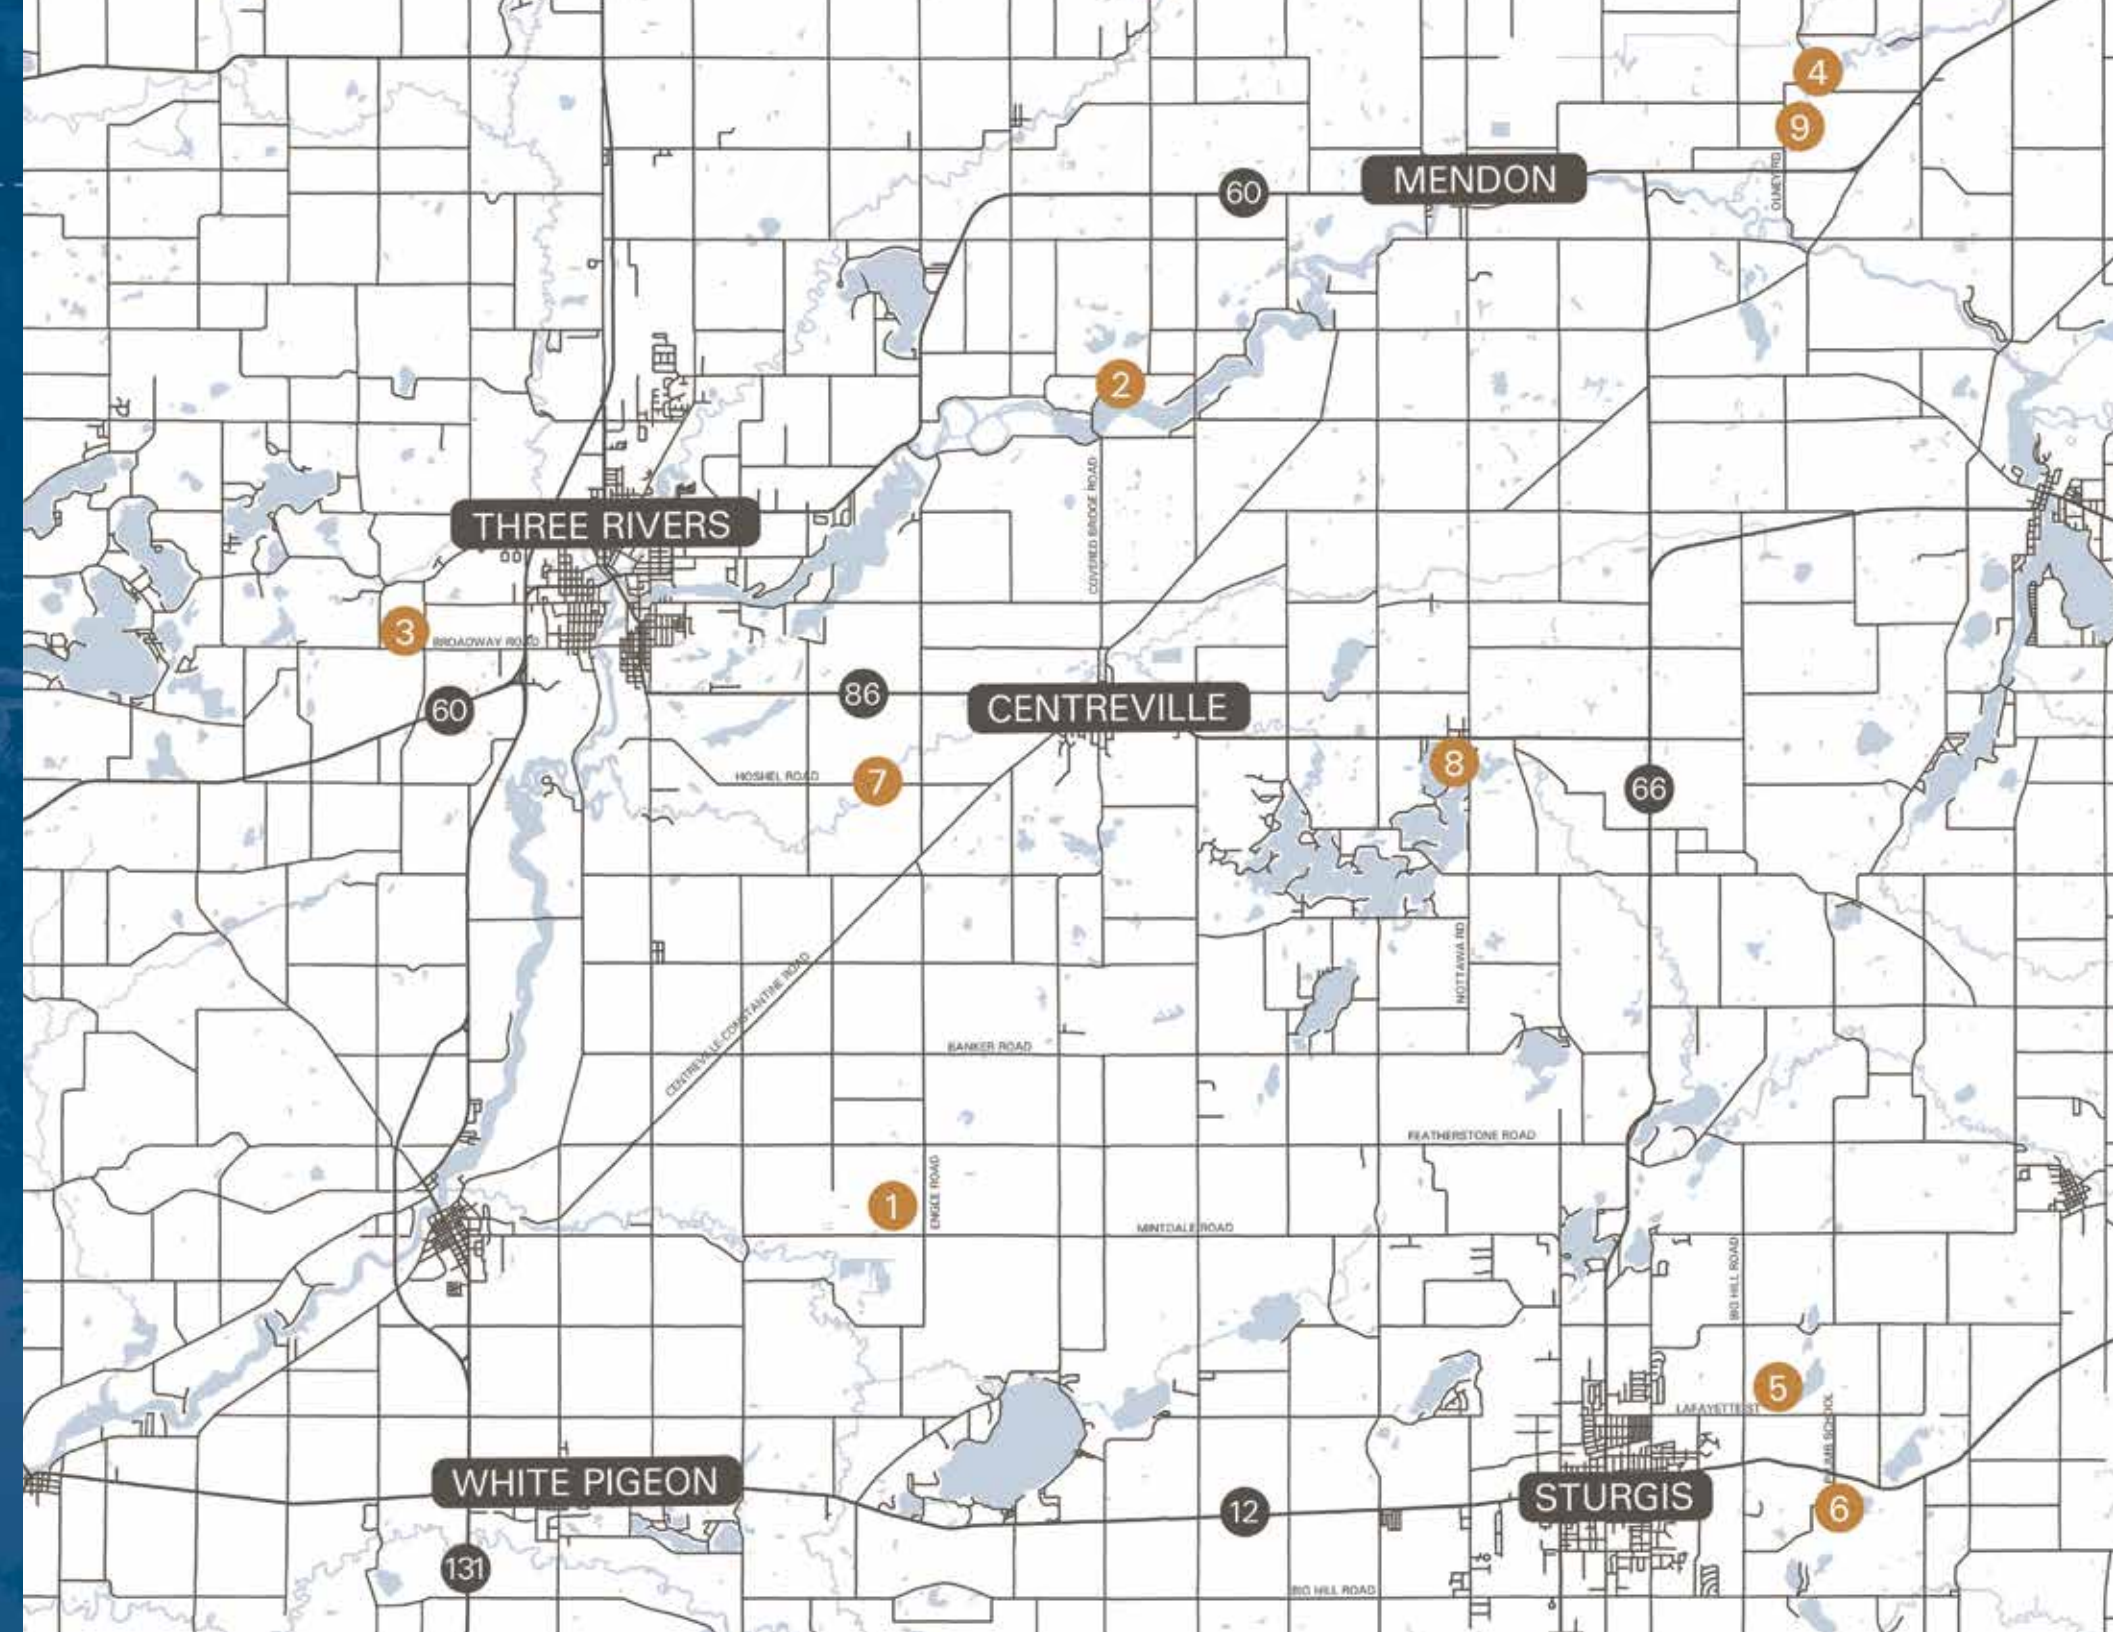 4
9
MENDON
60
OLNEY RD
2
COVERED BRIDGE ROAD
THREE RIVERS
3
BROADWAY ROAD
60
86
CENTREVILLE
7
HOSHEL ROAD
8
66
NOTTAWA RD
CENTREVILLE-CONSTANTINE ROAD
BANKER ROAD
FEATHERSTONE ROAD
1
ENGLE ROAD
MINTDALE ROAD
BIG HILL ROAD
5
LAFAYETTE ST
SCHOOL
WHITE PIGEON
12
STURGIS
6
131
BIG HILL ROAD